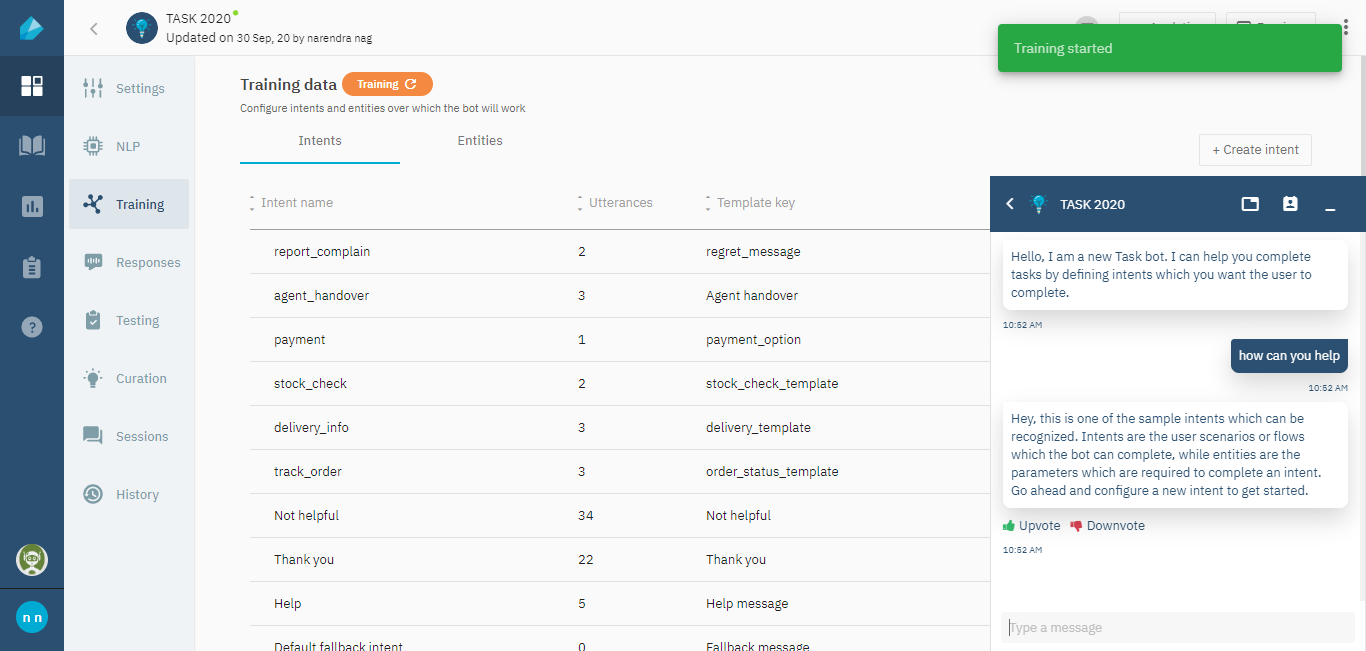 TASK 2020
Updated on 30 Sep, 20 by narendra nag
Training started
Settings
NLP
Training
Responses
Testing
Curation
Sessions
History
n n
Training data Training
Configure intents and entities over which the bot will work
Intents Entities
+ Create intent
Intent name Utterances Template key
report_complain 2 regret_message
agent_handover 3 Agent handover
payment 1 payment_option
stock_check 2 stock_check_template
delivery_info 3 delivery_template
track_order 3 order_status_template
Not helpful 34 Not helpful
Thank you 22 Thank you
Help 5 Help message
Default fallback intent 0 Fallback message
TASK 2020
Hello, I am a new Task bot. I can help you complete
tasks by defining intents which you want the user to
complete.
10:52 AM
how can you help
10:52 AM
Hey, this is one of the sample intents which can be
recognized. Intents are the user scenarios or flows
which the bot can complete, while entities are the
parameters which are required to complete an intent.
Go ahead and configure a new intent to get started.
Upvote Downvote
10:52 AM
Type a message